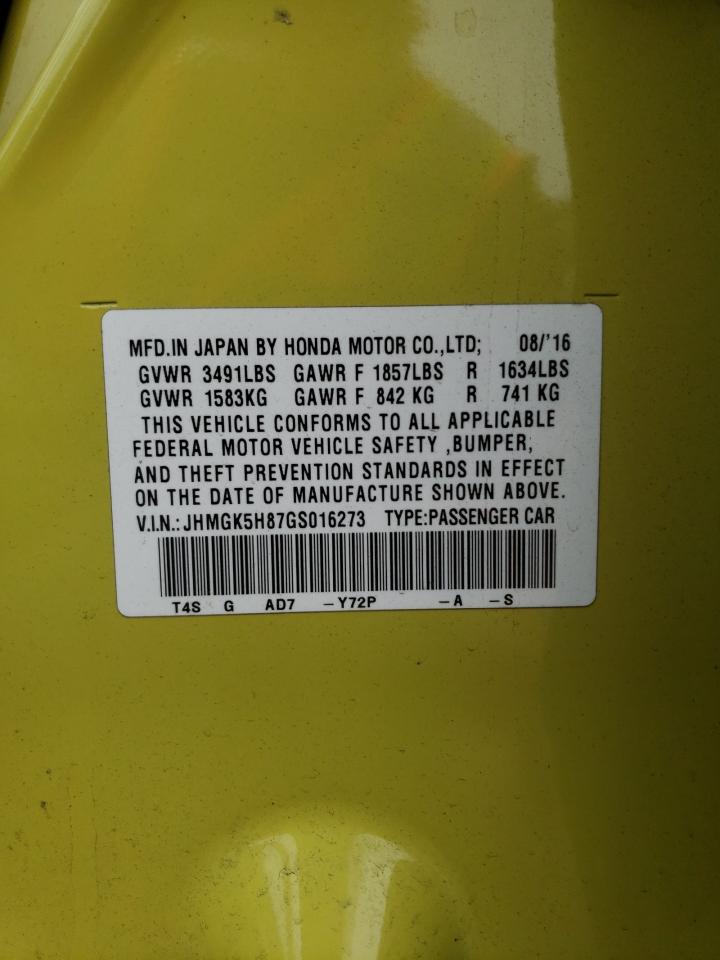 MFD.IN JAPAN BY HONDA MOTOR CO.,LTD; 08/'16
GVWR 3491LBS GAWR F 1857LBS R 1634LBS
GVWR 1583KG GAWR F 842 KG R 741 KG
THIS VEHICLE CONFORMS TO ALL APPLICABLE
FEDERAL MOTOR VEHICLE SAFETY ,BUMPER,
AND THEFT PREVENTION STANDARDS IN EFFECT
ON THE DATE OF MANUFACTURE SHOWN ABOVE.
V.I.N.:JHMGK5H87GS016273 TYPE:PASSENGER CAR
T4S G AD7 –Y72P –A –S